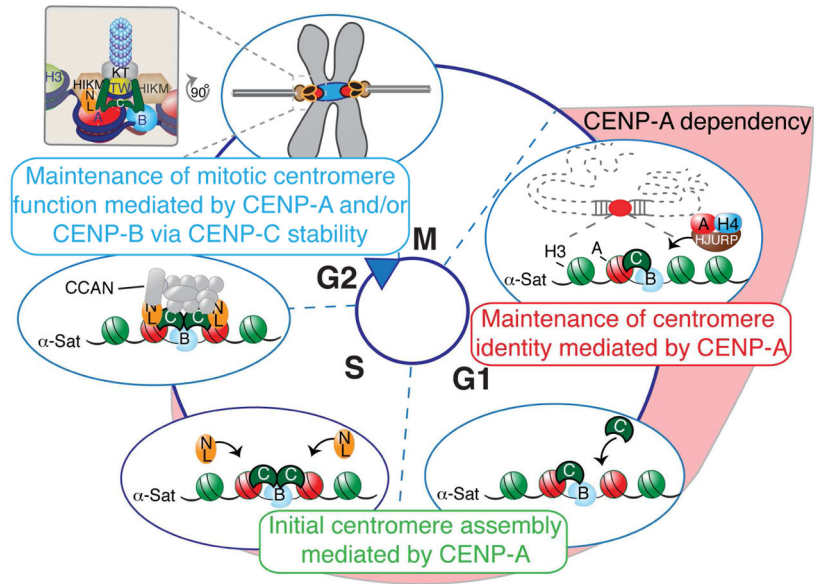 H3
KT
HIKM
TW
HIKM
N
L
C
A
B
90°
CENP-A dependency
Maintenance of mitotic centromere
function mediated by CENP-A and/or
CENP-B via CENP-C stability
M
G2
S
G1
A
H4
HJURP
H3
A
C
B
α-Sat
Maintenance of centromere
identity mediated by CENP-A
CCAN
N
L
C
C
N
L
B
α-Sat
N
L
N
L
C
C
B
α-Sat
C
C
B
α-Sat
Initial centromere assembly
mediated by CENP-A